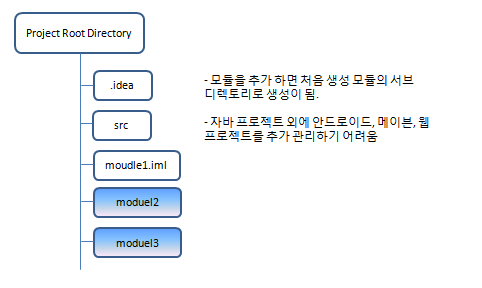 Project Root Directory
.idea
src
moudle1.iml
moduel2
moduel3
- 모듈을 추가 하면 처음 생성 모듈의 서브
디렉토리로 생성이 됨.
- 자바 프로젝트 외에 안드로이드, 메이븐, 웹
프로젝트를 추가 관리하기 어려움